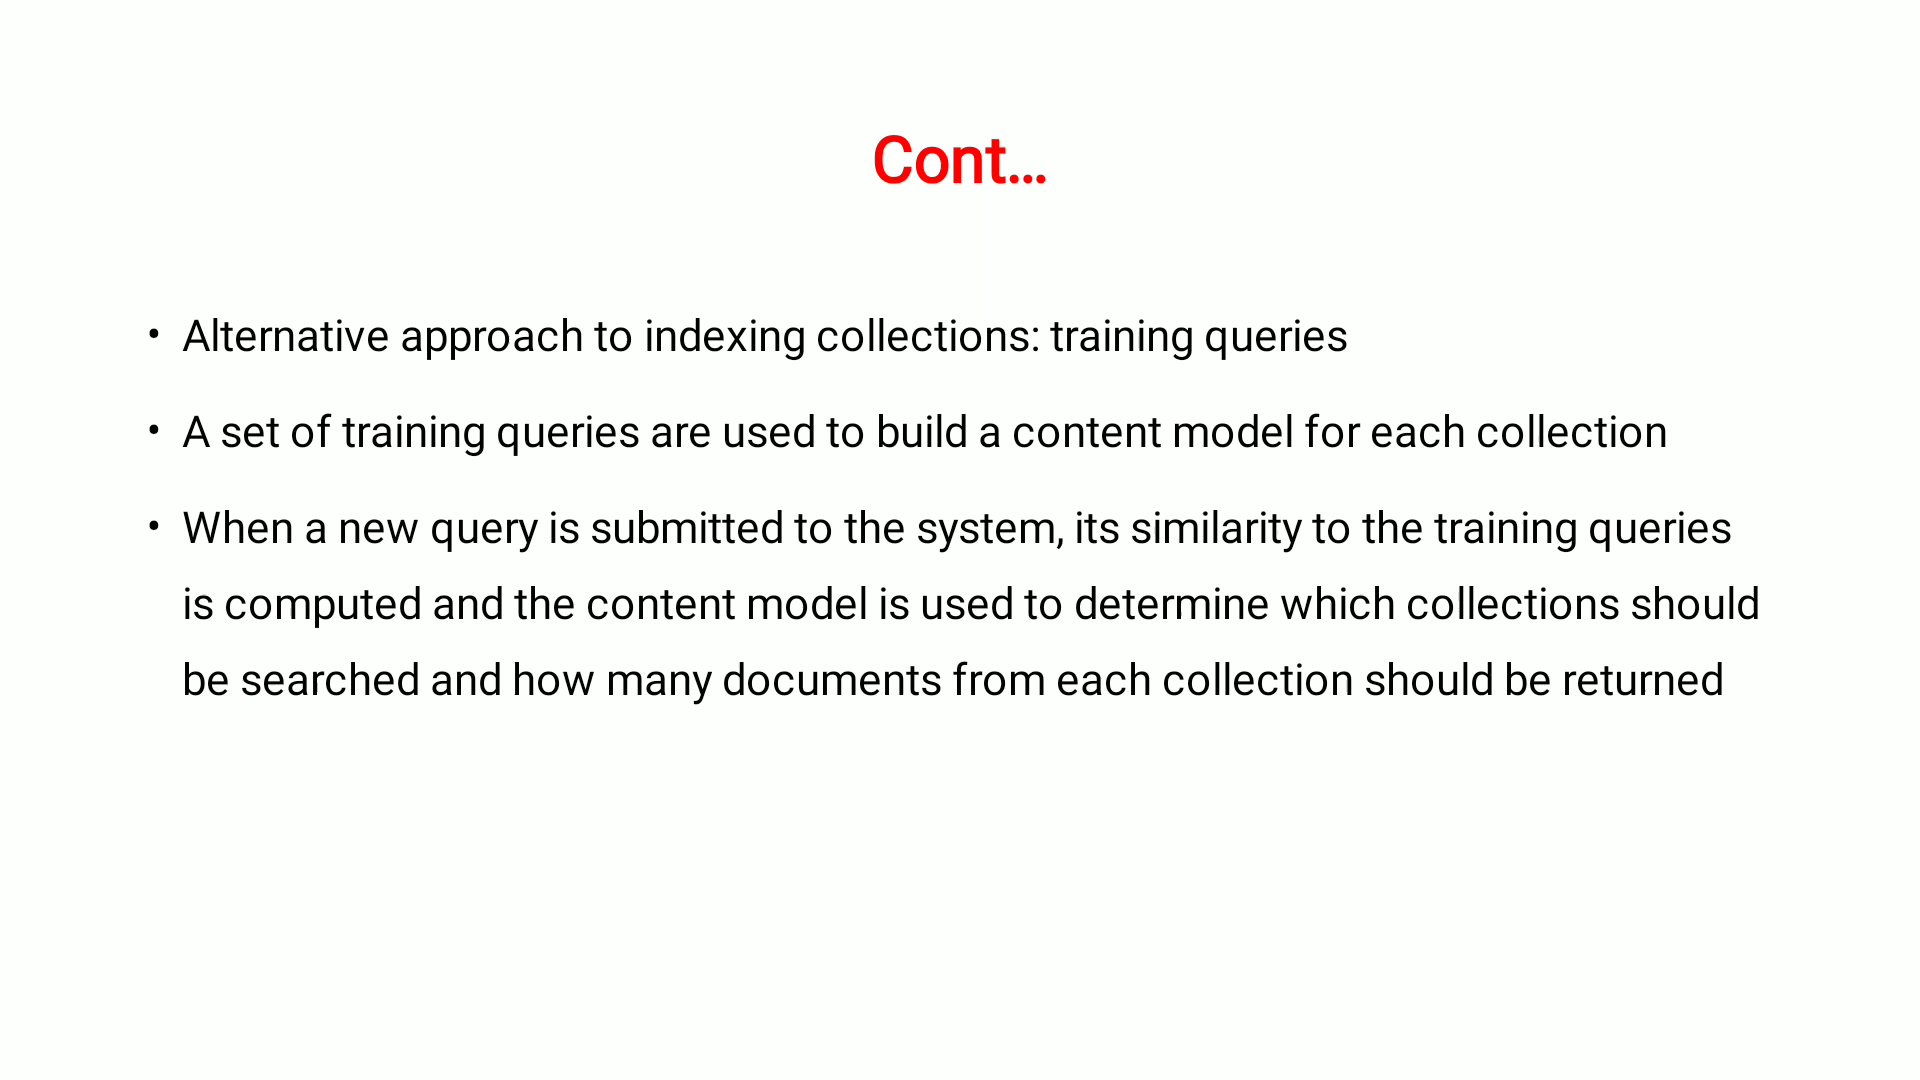 Cont...
• Alternative approach to indexing collections: training queries
• A set of training queries are used to build a content model for each collection
• When a new query is submitted to the system, its similarity to the training queries
is computed and the content model is used to determine which collections should
be searched and how many documents from each collection should be returned